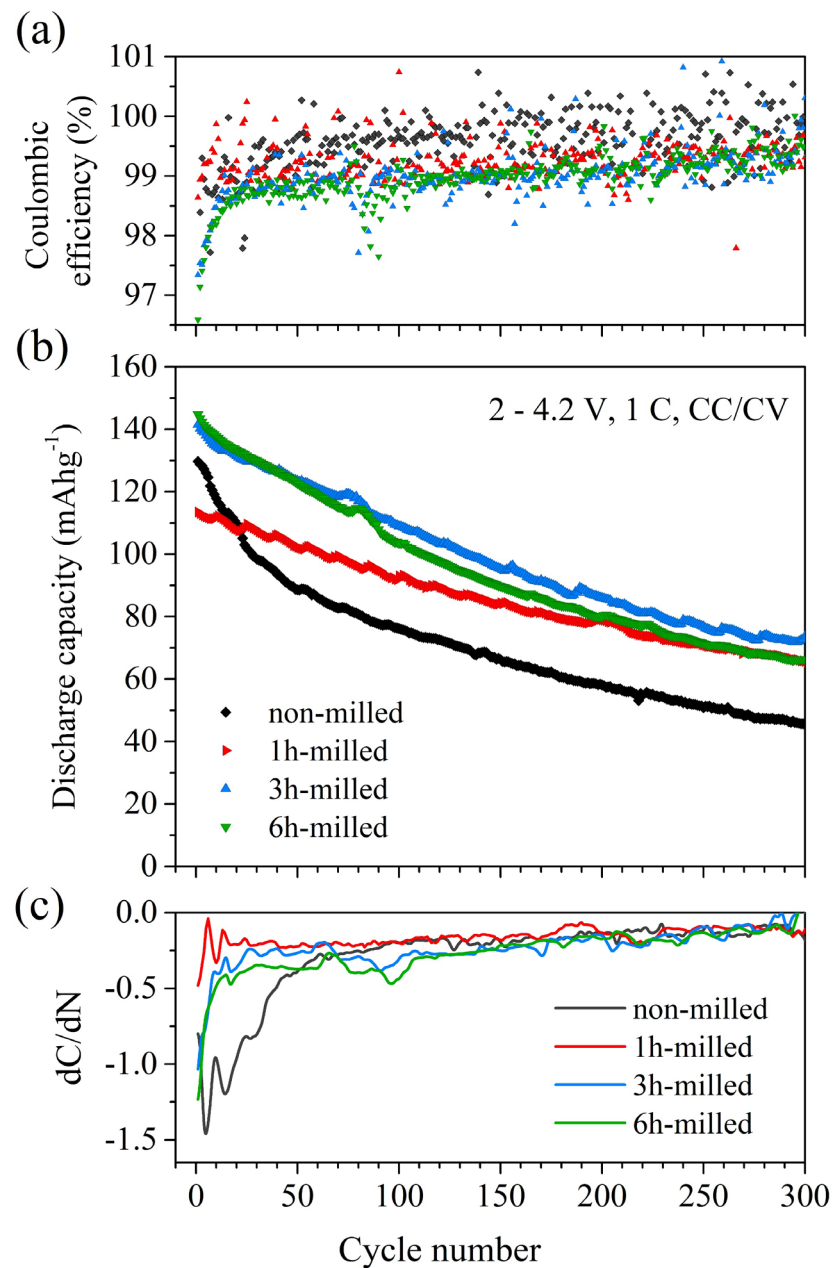 (a)
101
100
99
98
97
Coulombic
efficiency (%)
(b)
160
140
120
100
80
60
40
20
0
Discharge capacity (mAhg⁻¹)
2 - 4.2 V, 1 C, CC/CV
non-milled
1h-milled
3h-milled
6h-milled
(c)
0.0
-0.5
-1.0
-1.5
dC/dN
non-milled
1h-milled
3h-milled
6h-milled
0 50 100 150 200 250 300
Cycle number